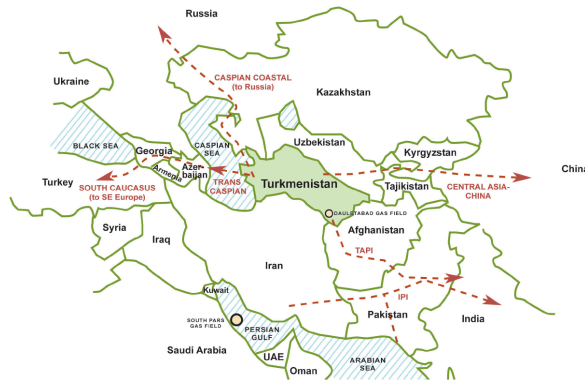 Russia
CASPIAN COASTAL
(to Russia)
Ukraine
Kazakhstan
BLACK SEA
Georgia
CASPIAN
SEA
Uzbekistan
Kyrgyzstan
Armenia
Azer-
baijan
China
Turkey
SOUTH CAUCASUS
(to SE Europe)
TRANS
CASPIAN
Turkmenistan
Tajikistan
CENTRAL ASIA-
CHINA
DAULETABAD GAS FIELD
Syria
Iraq
Afghanistan
TAPI
Iran
Kuwait
IPI
SOUTH PARS
GAS FIELD
PERSIAN
GULF
Pakistan
India
Saudi Arabia
UAE
Oman
ARABIAN
SEA